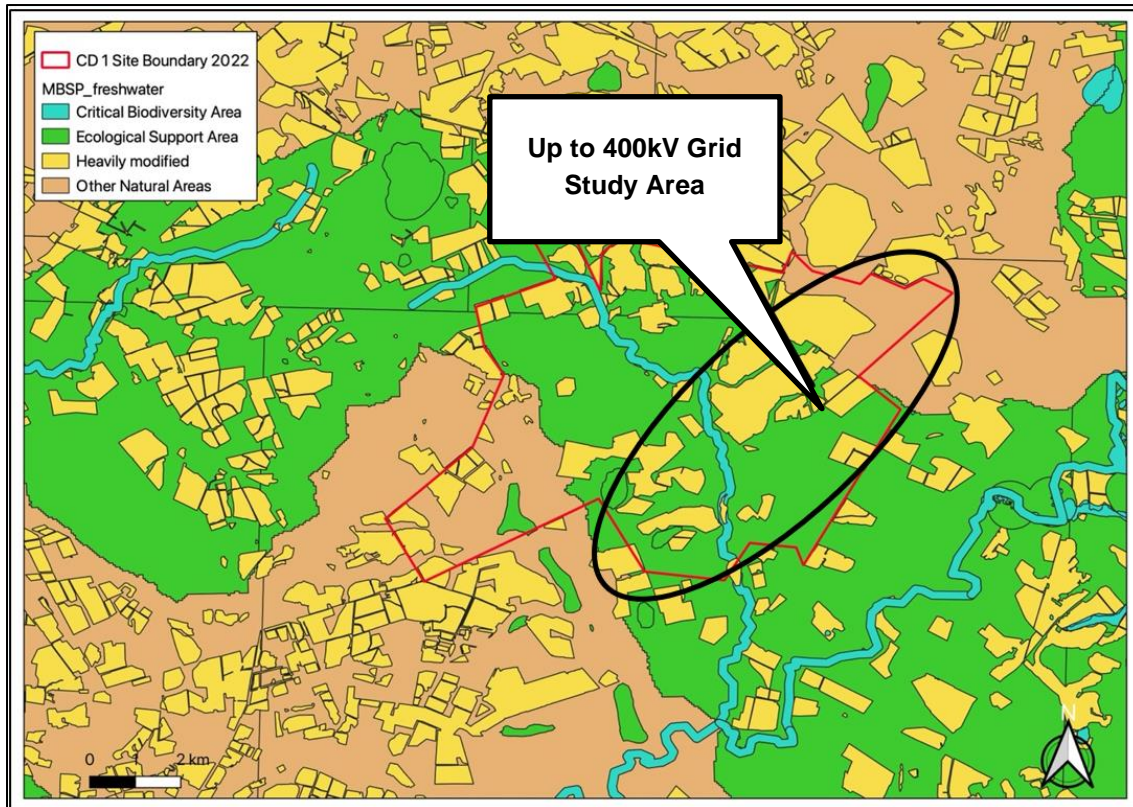 CD 1 Site Boundary 2022
MBSP_freshwater
Critical Biodiversity Area
Ecological Support Area
Heavily modified
Other Natural Areas
Up to 400kV Grid
Study Area
0 1 2 km
N